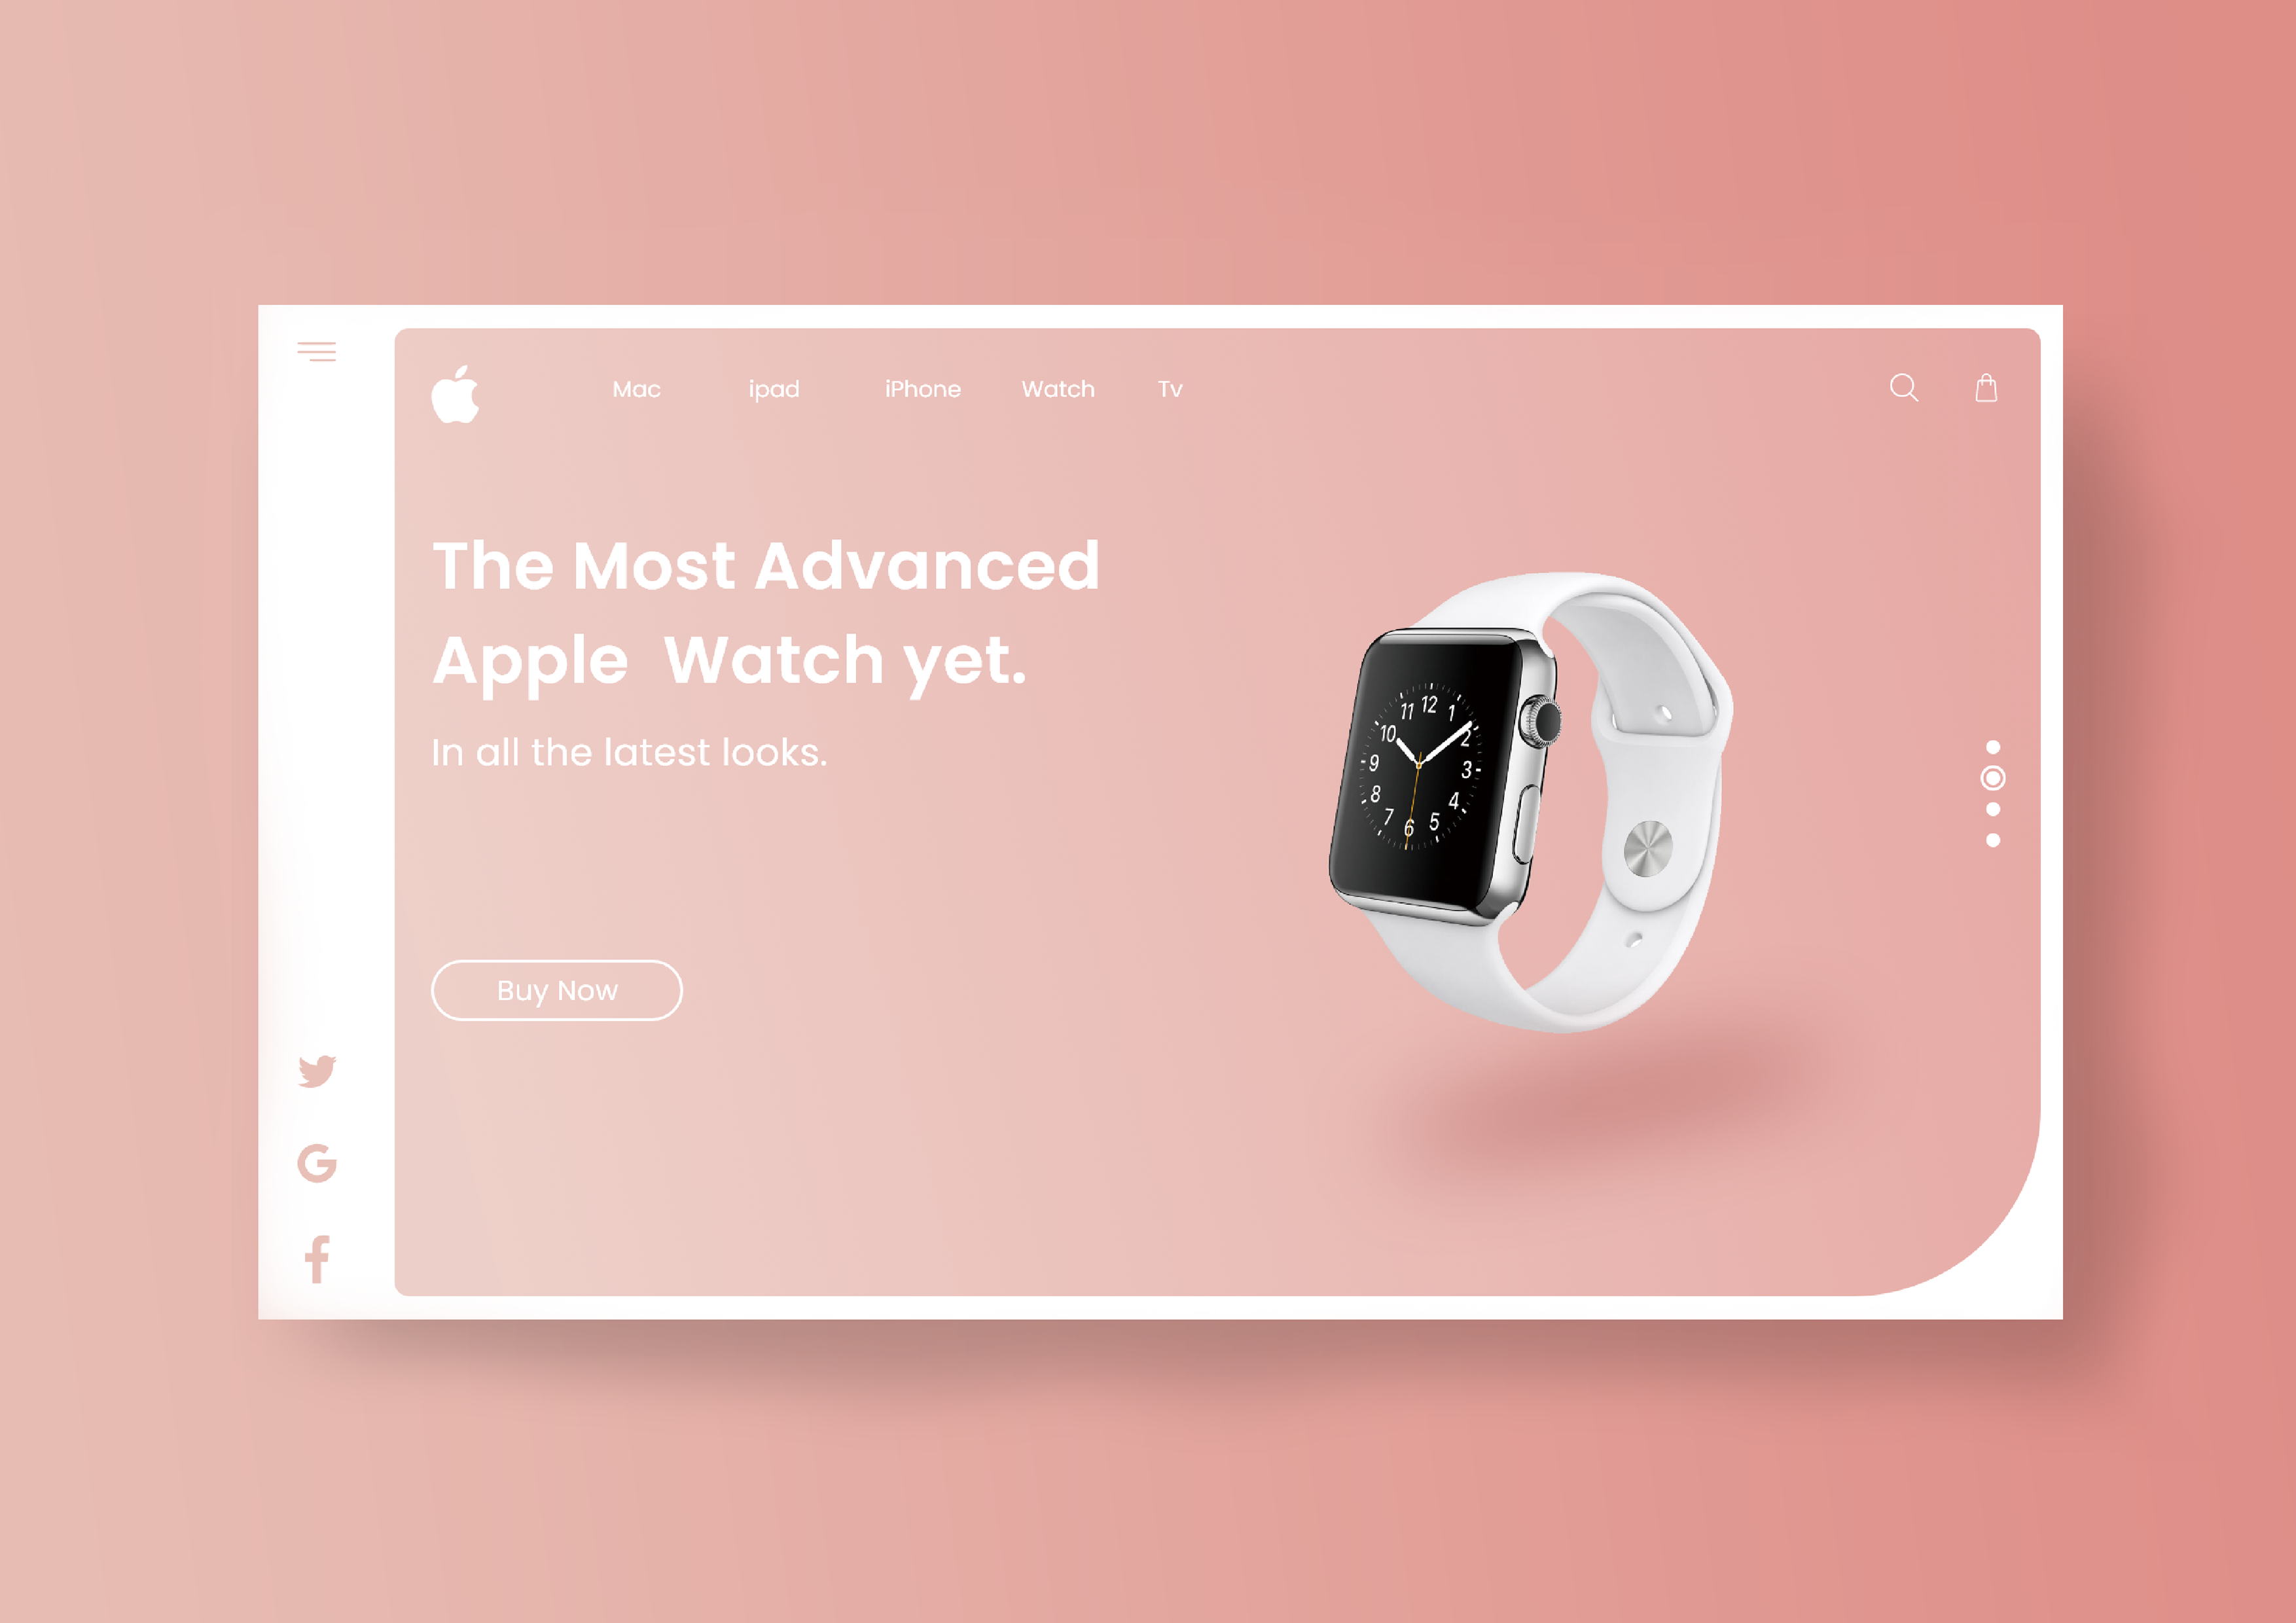 Mac ipad iPhone Watch Tv
The Most Advanced
Apple  Watch yet.
In all the latest looks.
11 12 1
10 2
9 3
8 4
7 6 5
Buy Now